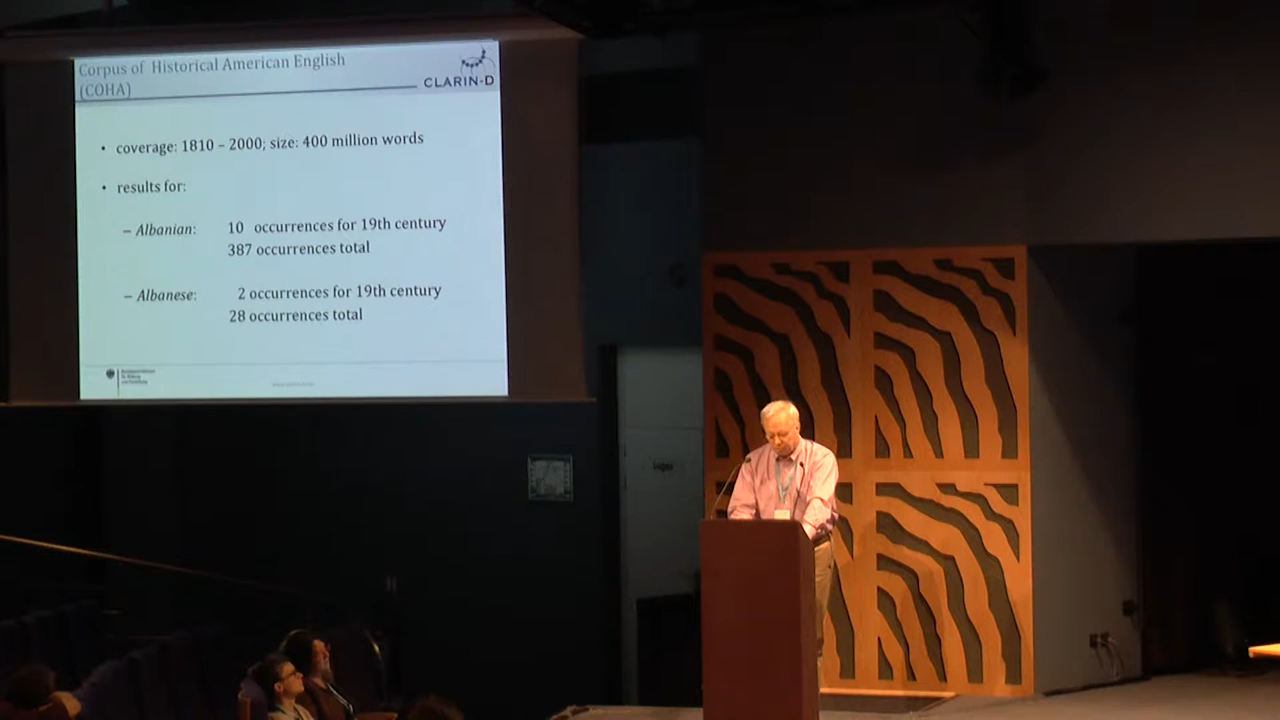 Corpus of Historical American English
(COHA)
CLARIN-D
• coverage: 1810 – 2000; size: 400 million words
• results for:
– Albanian: 10 occurrences for 19th century
387 occurrences total
– Albanese: 2 occurrences for 19th century
28 occurrences total